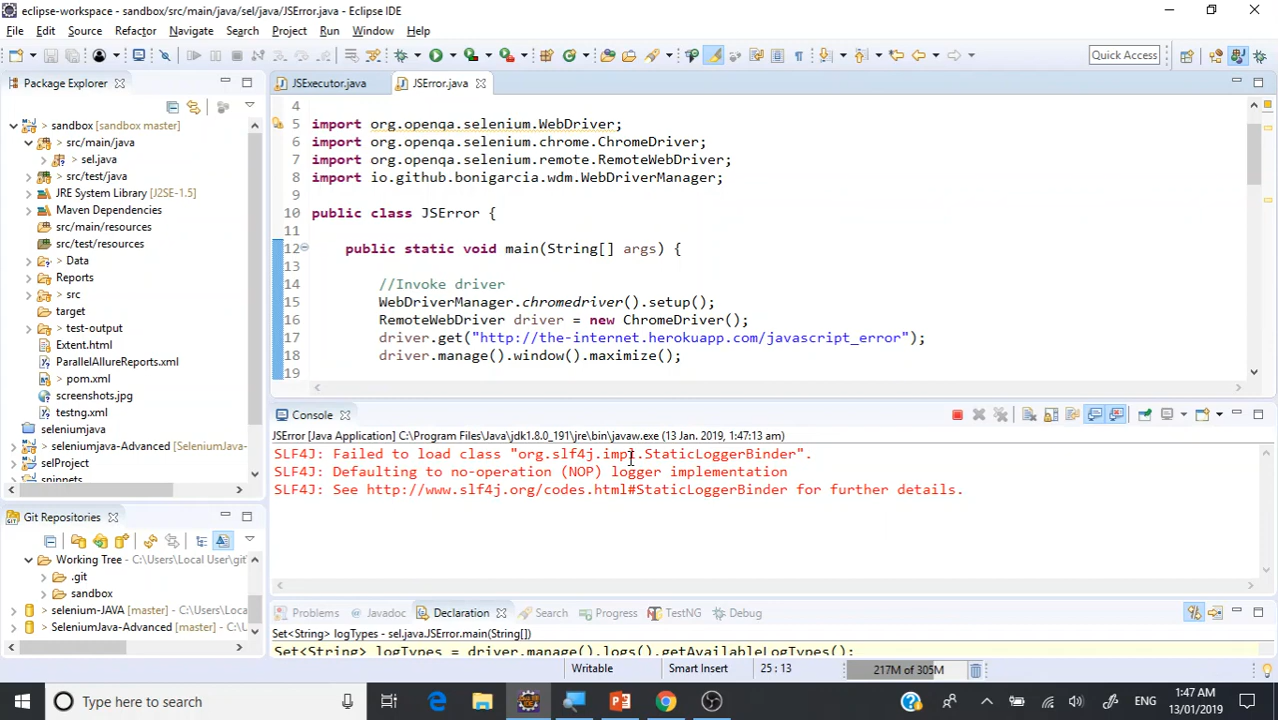 eclipse-workspace - sandbox/src/main/java/sel/java/JSError.java - Eclipse IDE
File Edit Source Refactor Navigate Search Project Run Window Help
Quick Access
Package Explorer
sandbox [sandbox master]
> src/main/java
> sel.java
> src/test/java
JRE System Library [J2SE-1.5]
Maven Dependencies
src/main/resources
src/test/resources
> Data
Reports
> src
target
> test-output
Extent.html
ParallelAllureReports.xml
> pom.xml
screenshots.jpg
testng.xml
seleniumjava
seleniumjava-Advanced [SeleniumJava-
selProject
snippets
Git Repositories
Working Tree - C:\Users\Local User\git
.git
sandbox
selenium-JAVA [master] - C:\Users\Loca
SeleniumJava-Advanced [master] - C:\U
JSExecutor.java
JSError.java
4
5 import org.openqa.selenium.WebDriver;
6 import org.openqa.selenium.chrome.ChromeDriver;
7 import org.openqa.selenium.remote.RemoteWebDriver;
8 import io.github.bonigarcia.wdm.WebDriverManager;
9
10 public class JSError {
11
12 public static void main(String[] args) {
13
14 //Invoke driver
15 WebDriverManager.chromedriver().setup();
16 RemoteWebDriver driver = new ChromeDriver();
17 driver.get("http://the-internet.herokuapp.com/javascript_error");
18 driver.manage().window().maximize();
19
Console
JSError [Java Application] C:\Program Files\Java\jdk1.8.0_191\jre\bin\javaw.exe (13 Jan. 2019, 1:47:13 am)
SLF4J: Failed to load class "org.slf4j.impl.StaticLoggerBinder".
SLF4J: Defaulting to no-operation (NOP) logger implementation
SLF4J: See http://www.slf4j.org/codes.html#StaticLoggerBinder for further details.
Problems Javadoc Declaration Search Progress TestNG Debug
Set<String> logTypes - sel.java.JSError.main(String[])
Set<String> logTypes = driver.manage().logs().getAvailableLogTypes();
Writable Smart Insert 25 : 13 217M of 305M
Type here to search
ENG
1:47 AM
13/01/2019